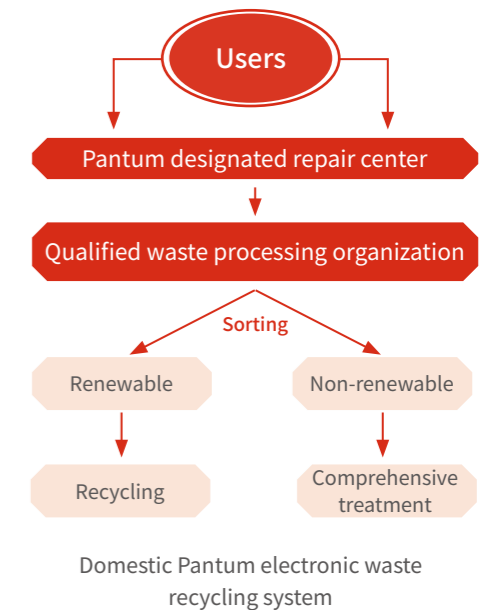 Users
Pantum designated repair center
Qualified waste processing organization
Sorting
Renewable
Non-renewable
Recycling
Comprehensive
treatment
Domestic Pantum electronic waste
recycling system